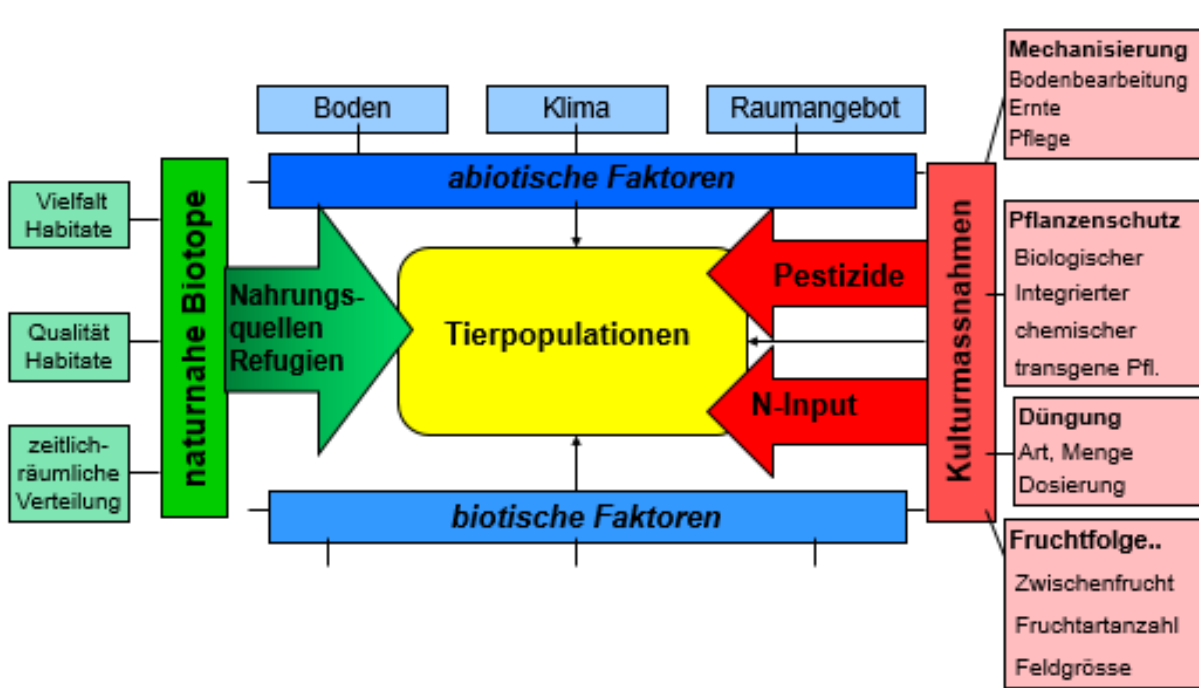 Boden
Klima
Raumangebot
abiotische Faktoren
Vielfalt
Habitate
Qualität
Habitate
zeitlich-
räumliche
Verteilung
naturnahe Biotope
Nahrungs-
quellen
Refugien
Tierpopulationen
Pestizide
N-Input
biotische Faktoren
Kulturmassnahmen
Mechanisierung
Bodenbearbeitung
Ernte
Pflege
Pflanzenschutz
Biologischer
Integrierter
chemischer
transgene Pfl.
Düngung
Art, Menge
Dosierung
Fruchtfolge..
Zwischenfrucht
Fruchtartanzahl
Feldgrösse